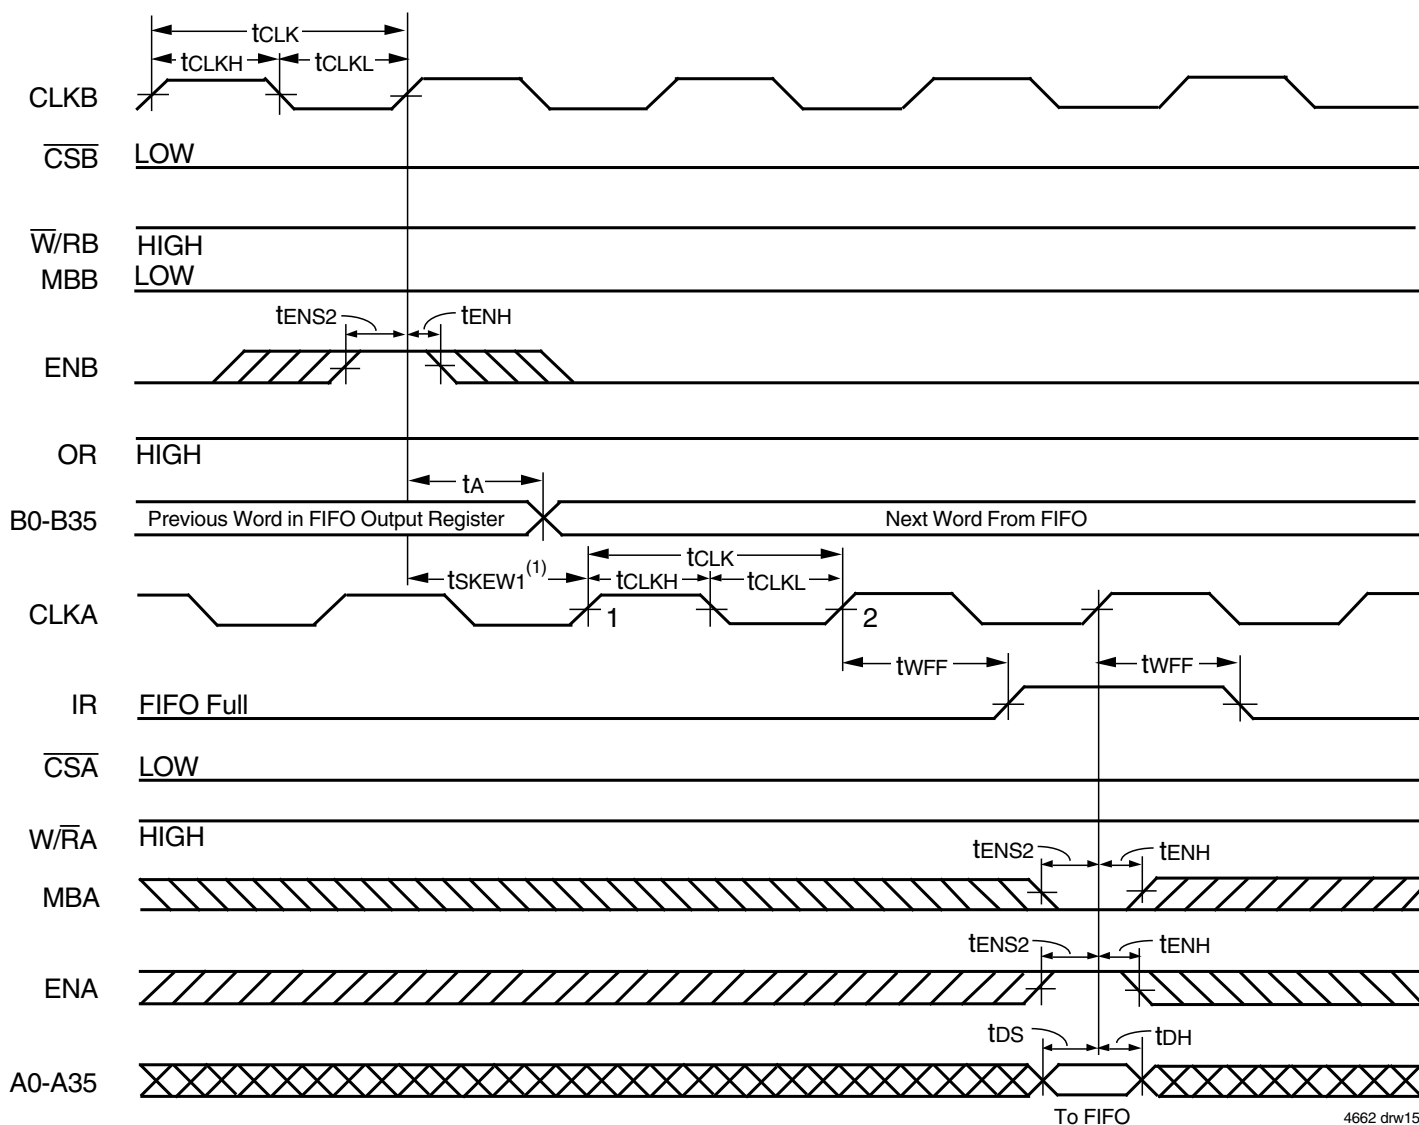 tCLK
tCLKH tCLKL
CLKB
CSB LOW
W/RB HIGH
MBB LOW
tENS2 tENH
ENB
OR HIGH
tA
B0-B35 Previous Word in FIFO Output Register Next Word From FIFO
tCLK
tSKEW1(1) tCLKH tCLKL
CLKA 1 2
tWFF tWFF
IR FIFO Full
CSA LOW
W/RA HIGH
tENS2 tENH
MBA
tENS2 tENH
ENA
tDS tDH
A0-A35
To FIFO
4662 drw15